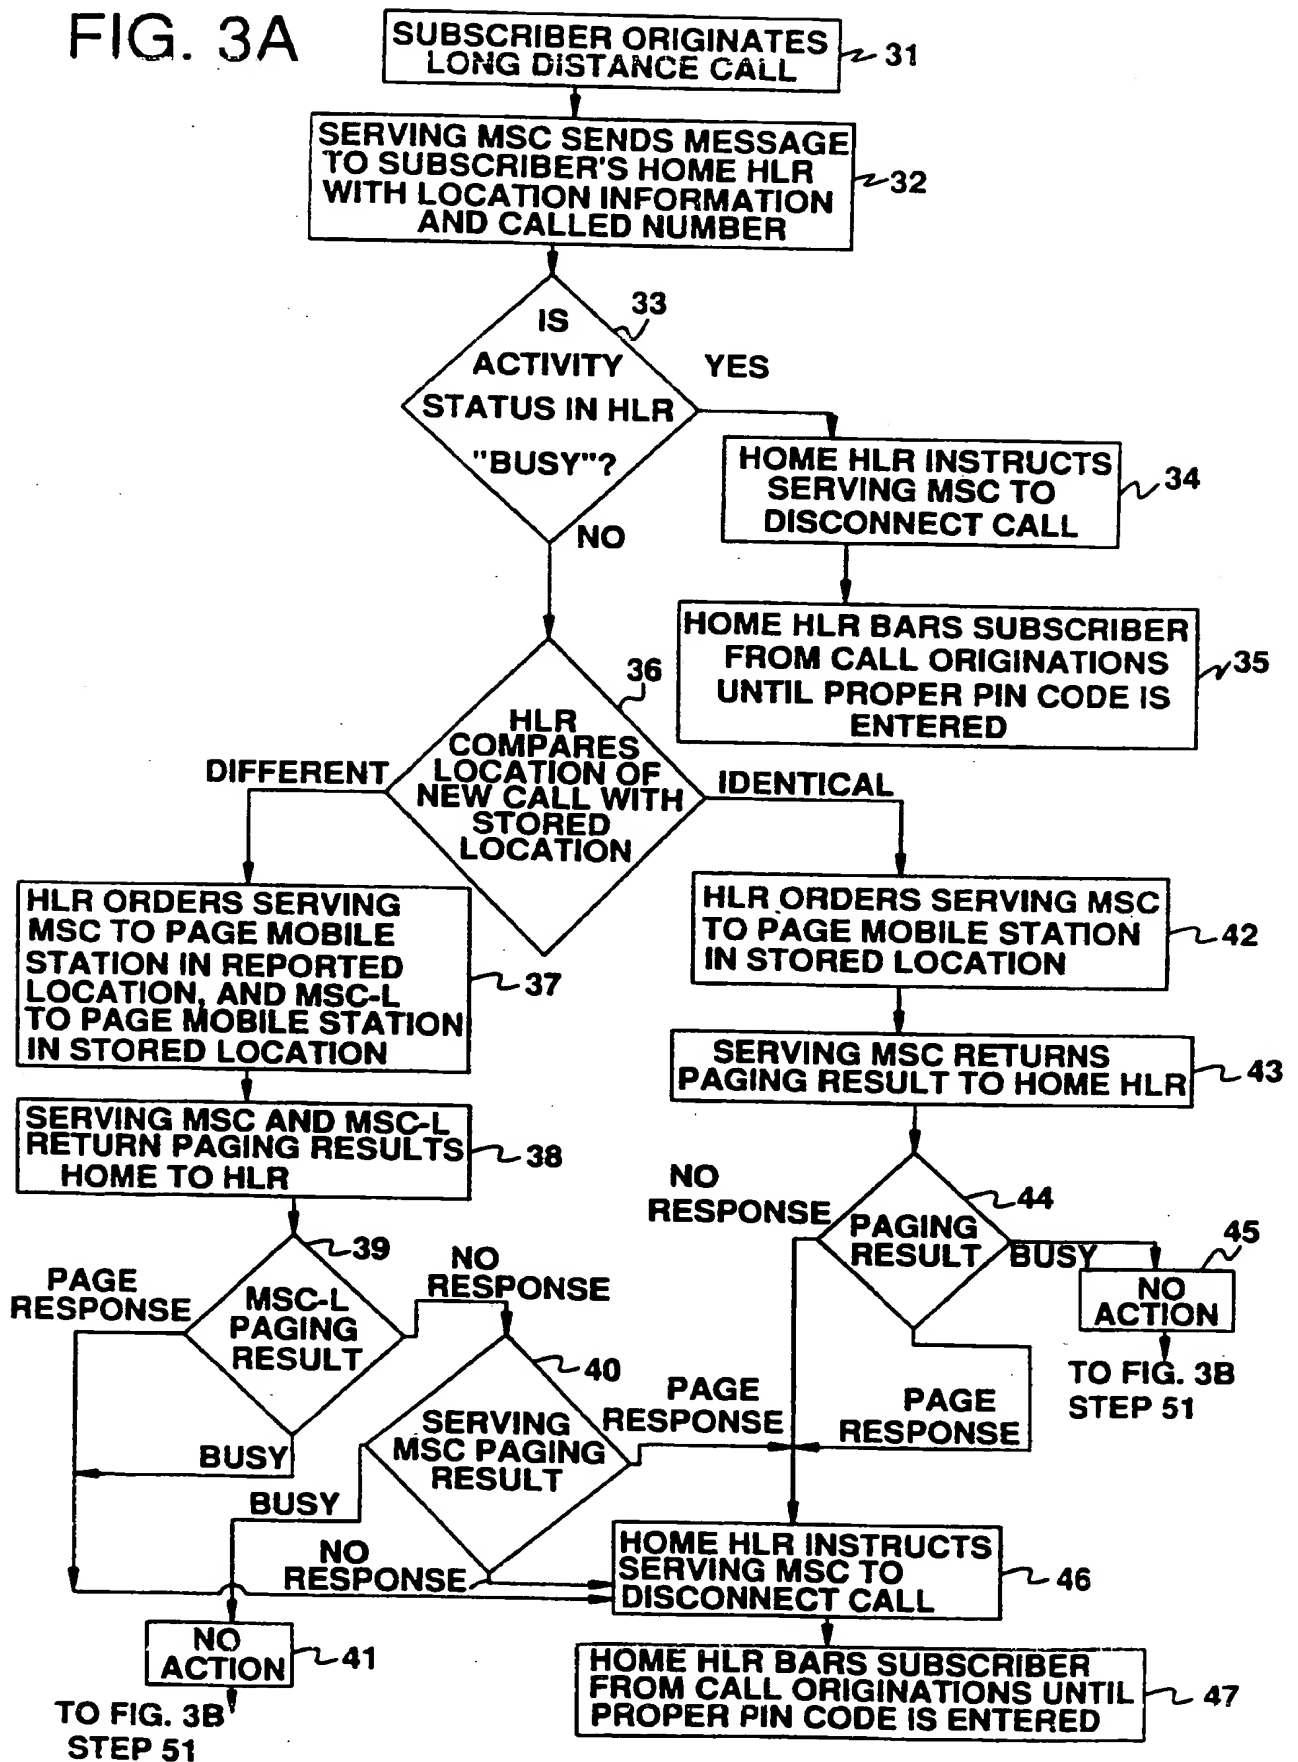 FIG. 3A
SUBSCRIBER ORIGINATES
LONG DISTANCE CALL
31
SERVING MSC SENDS MESSAGE
TO SUBSCRIBER'S HOME HLR
WITH LOCATION INFORMATION
AND CALLED NUMBER
32
IS
ACTIVITY
STATUS IN HLR
"BUSY"?
33
YES
NO
HOME HLR INSTRUCTS
SERVING MSC TO
DISCONNECT CALL
34
HOME HLR BARS SUBSCRIBER
FROM CALL ORIGINATIONS
UNTIL PROPER PIN CODE IS
ENTERED
35
HLR
COMPARES
LOCATION OF
NEW CALL WITH
STORED
LOCATION
36
DIFFERENT
IDENTICAL
HLR ORDERS SERVING
MSC TO PAGE MOBILE
STATION IN REPORTED
LOCATION, AND MSC-L
TO PAGE MOBILE STATION
IN STORED LOCATION
37
SERVING MSC AND MSC-L
RETURN PAGING RESULTS
HOME TO HLR
38
HLR ORDERS SERVING MSC
TO PAGE MOBILE STATION
IN STORED LOCATION
42
SERVING MSC RETURNS
PAGING RESULT TO HOME HLR
43
MSC-L
PAGING
RESULT
39
PAGE
RESPONSE
NO
RESPONSE
BUSY
SERVING
MSC PAGING
RESULT
40
PAGE
RESPONSE
BUSY
NO
RESPONSE
NO
RESPONSE
PAGING
RESULT
44
BUSY
NO
ACTION
45
TO FIG. 3B
STEP 51
PAGE
RESPONSE
NO
ACTION
41
TO FIG. 3B
STEP 51
HOME HLR INSTRUCTS
SERVING MSC TO
DISCONNECT CALL
46
HOME HLR BARS SUBSCRIBER
FROM CALL ORIGINATIONS UNTIL
PROPER PIN CODE IS ENTERED
47